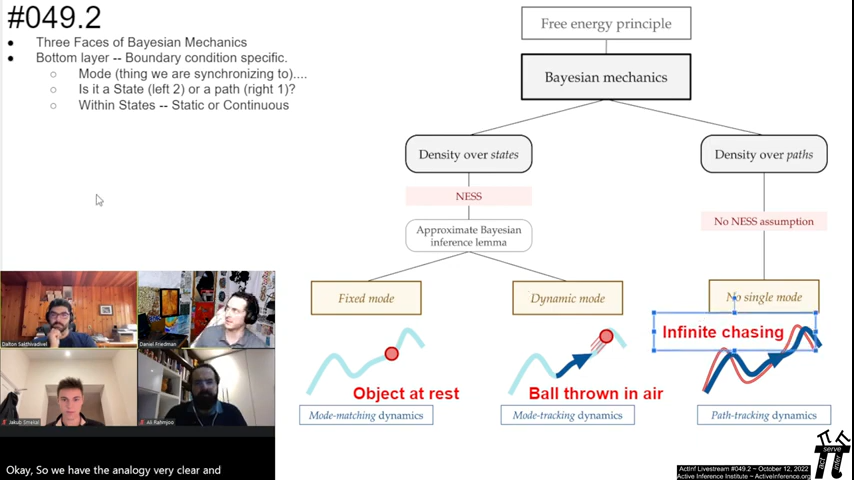 #049.2
● Three Faces of Bayesian Mechanics
● Bottom layer -- Boundary condition specific.
○ Mode (thing we are synchronizing to)....
○ Is it a State (left 2) or a path (right 1)?
○ Within States -- Static or Continuous
Free energy principle
Bayesian mechanics
Density over states
Density over paths
NESS
No NESS assumption
Approximate Bayesian
inference lemma
Fixed mode
Dynamic mode
No single mode
Infinite chasing
Object at rest
Ball thrown in air
Mode-matching dynamics
Mode-tracking dynamics
Path-tracking dynamics
Dalton Sakthivadivel
Daniel Friedman
Jakub Smékal
Ali Rahmjoo
Okay, So we have the analogy very clear and
ActInf Livestream #049.2 ~ October 12, 2022
Active Inference Institute ~ ActiveInference.org
serve
act
infer